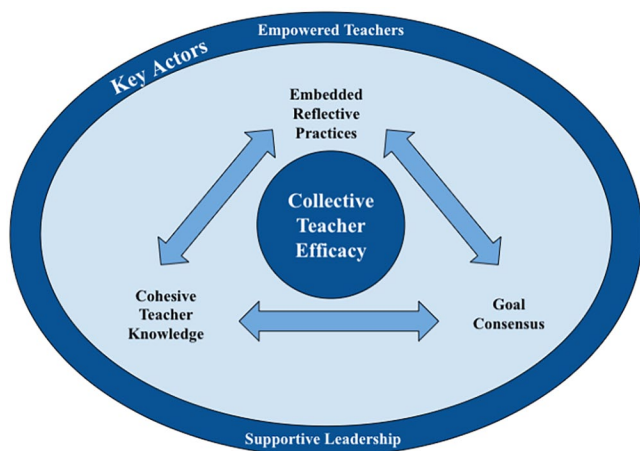 Empowered Teachers
Key Actors
Embedded
Reflective
Practices
Collective
Teacher
Efficacy
Cohesive
Teacher
Knowledge
Goal
Consensus
Supportive Leadership